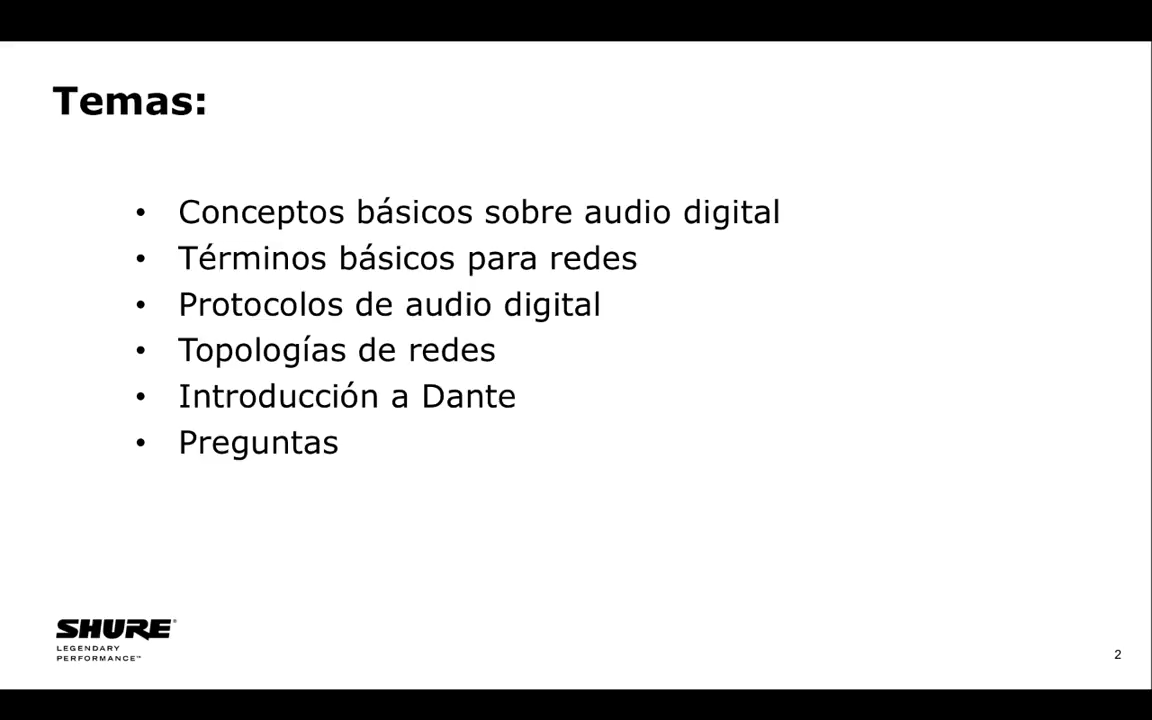 Temas:
• Conceptos básicos sobre audio digital
• Términos básicos para redes
• Protocolos de audio digital
• Topologías de redes
• Introducción a Dante
• Preguntas
SHURE®
LEGENDARY
PERFORMANCE™
2